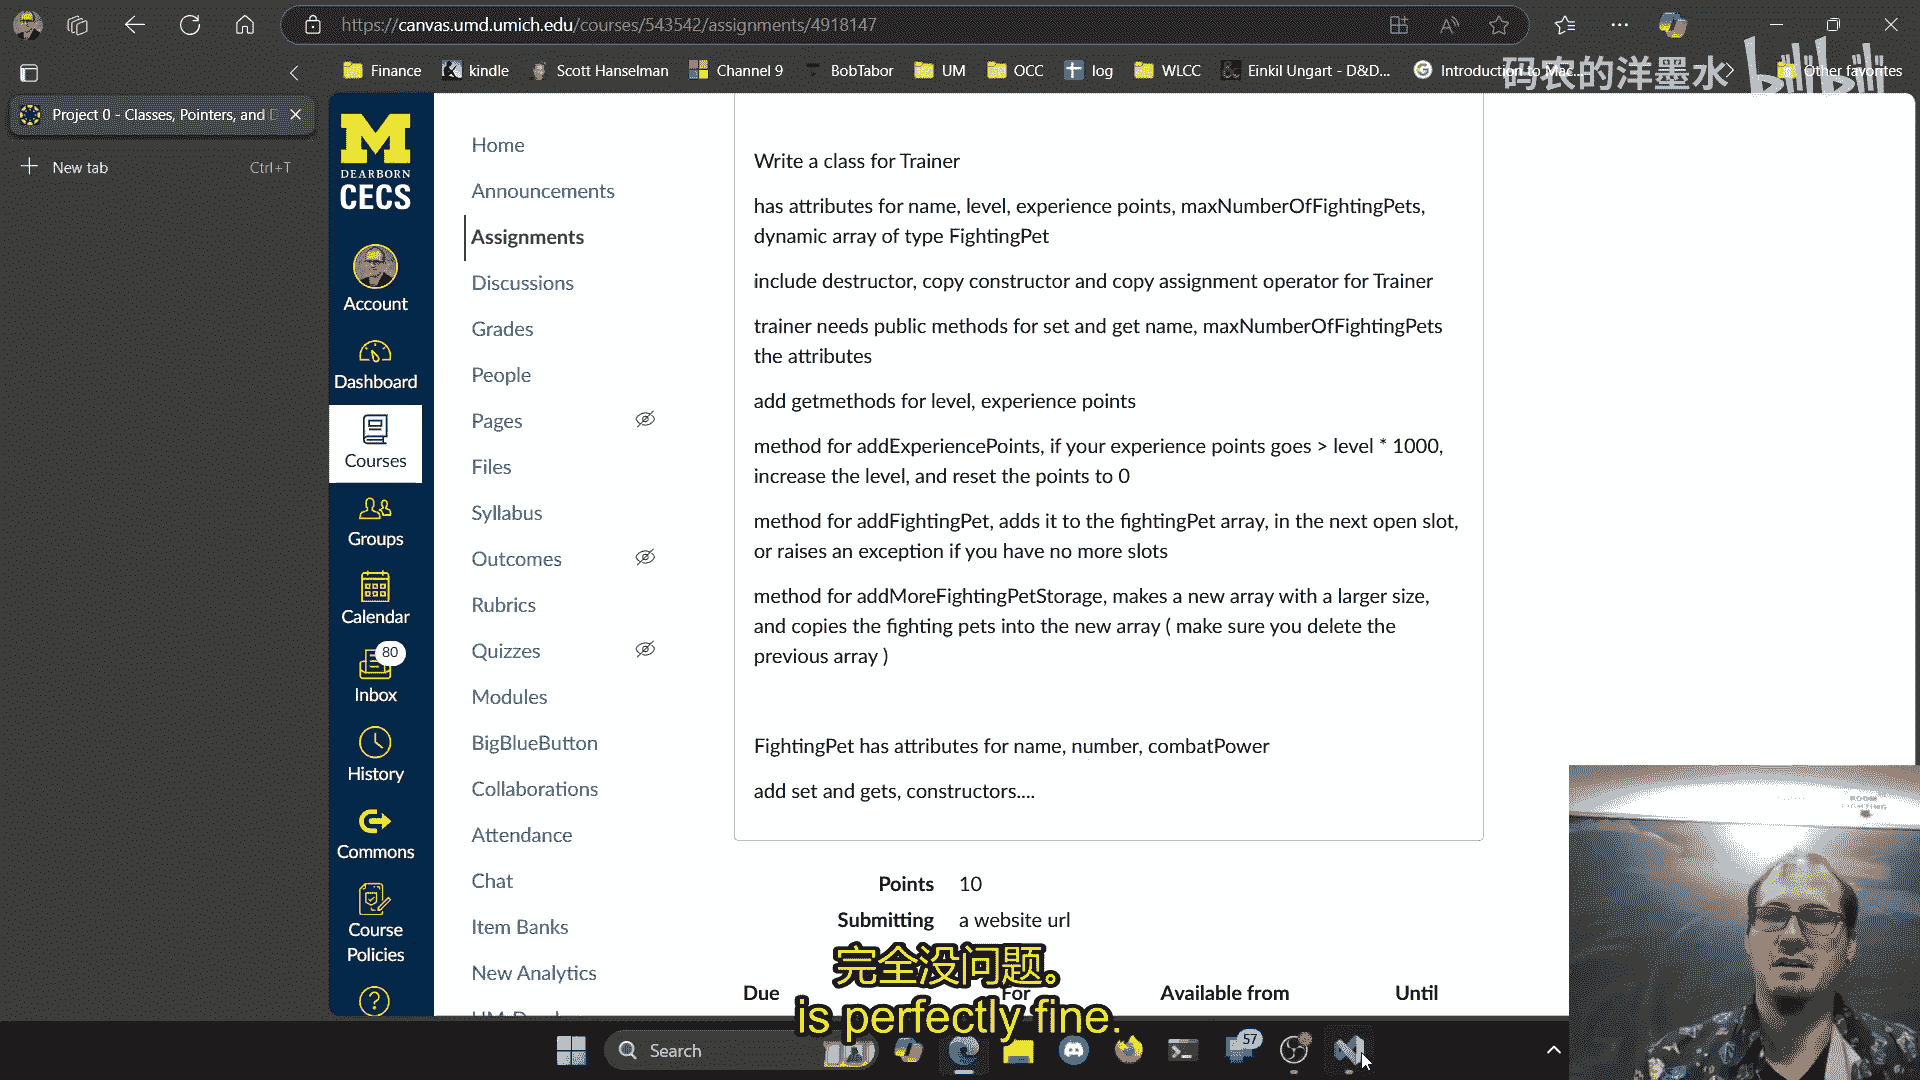 https://canvas.umd.umich.edu/courses/543542/assignments/4918147
Finance
kindle
Scott Hanselman
Channel 9
BobTabor
UM
OCC
log
WLCC
Einkil Ungart - D&D...
Introduction to Mac...
Other favorites
码农的洋墨水
bilibili
Project 0 - Classes, Pointers, and D
New tab
Ctrl+T
M
DEARBORN
CECS
Account
Dashboard
Courses
Groups
Calendar
80
Inbox
History
Commons
Course
Policies
Home
Announcements
Assignments
Discussions
Grades
People
Pages
Files
Syllabus
Outcomes
Rubrics
Quizzes
Modules
BigBlueButton
Collaborations
Attendance
Chat
Item Banks
New Analytics
Write a class for Trainer
has attributes for name, level, experience points, maxNumberOfFightingPets,
dynamic array of type FightingPet
include destructor, copy constructor and copy assignment operator for Trainer
trainer needs public methods for set and get name, maxNumberOfFightingPets
the attributes
add getmethods for level, experience points
method for addExperiencePoints, if your experience points goes > level * 1000,
increase the level, and reset the points to 0
method for addFightingPet, adds it to the fightingPet array, in the next open slot,
or raises an exception if you have no more slots
method for addMoreFightingPetStorage, makes a new array with a larger size,
and copies the fighting pets into the new array ( make sure you delete the
previous array )
FightingPet has attributes for name, number, combatPower
add set and gets, constructors....
Points 10
Submitting a website url
Due For Available from Until
完全没问题。
is perfectly fine.
Search
57